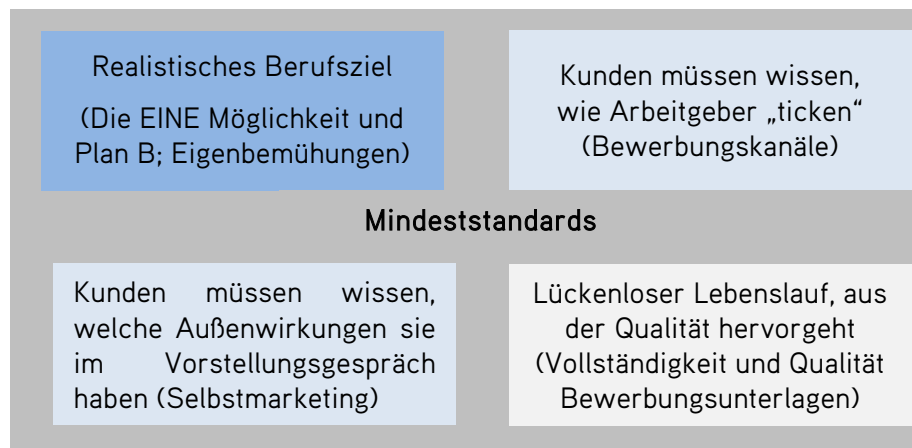 Realistisches Berufsziel
(Die EINE Möglichkeit und
Plan B; Eigenbemühungen)
Kunden müssen wissen,
wie Arbeitgeber „ticken“
(Bewerbungskanäle)
Mindeststandards
Kunden müssen wissen,
welche Außenwirkungen sie
im Vorstellungsgespräch
haben (Selbstmarketing)
Lückenloser Lebenslauf, aus
der Qualität hervorgeht
(Vollständigkeit und Qualität
Bewerbungsunterlagen)